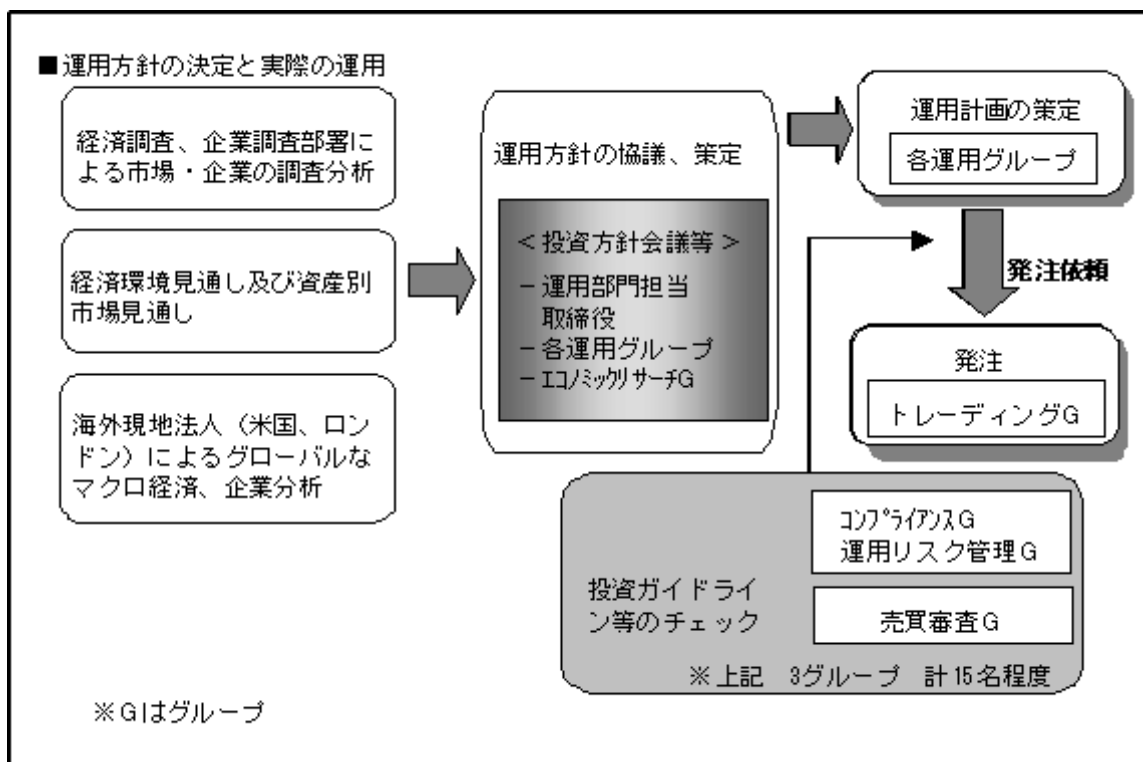 ■運用方針の決定と実際の運用
経済調査、企業調査部署に
よる市場・企業の調査分析
経済環境見通し及び資産別
市場見通し
海外現地法人（米国、ロン
ドン）によるグローバルな
マクロ経済、企業分析
運用方針の協議、策定
＜投資方針会議等＞
－運用部門担当
取締役
－各運用グループ
－ｴｺﾉﾐｯｸﾘｻｰﾁG
運用計画の策定
各運用グループ
発注依頼
発注
トレーディングG
投資ガイドライ
ン等のチェック
ｺﾝﾌﾟﾗｲｱﾝｽG
運用リスク管理G
売買審査G
※上記 3グループ 計15名程度
※Gはグループ